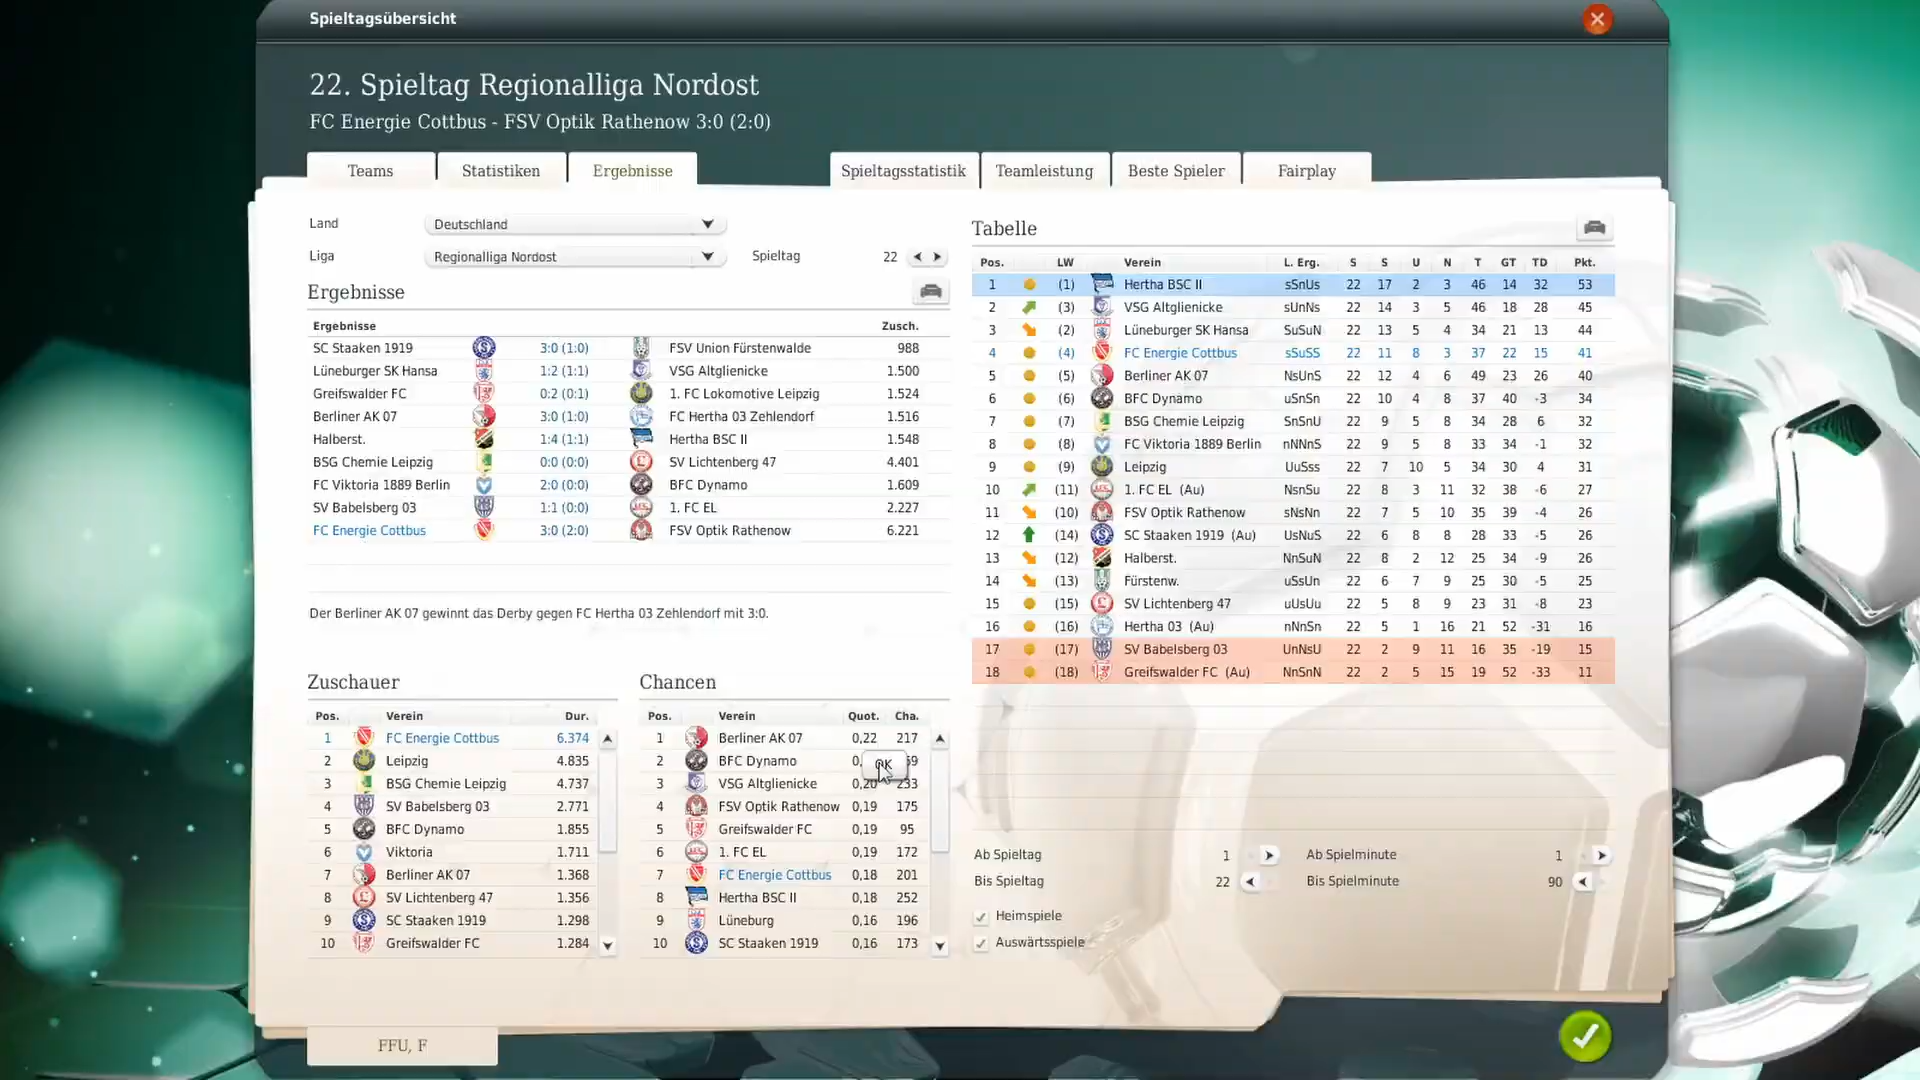 Spieltagsübersicht
22. Spieltag Regionalliga Nordost
FC Energie Cottbus - FSV Optik Rathenow 3:0 (2:0)
Teams Statistiken Ergebnisse Spieltagsstatistik Teamleistung Beste Spieler Fairplay
Land Deutschland
Liga Regionalliga Nordost Spieltag 22
Ergebnisse
Ergebnisse Zusch.
SC Staaken 1919 3:0 (1:0) FSV Union Fürstenwalde 988
Lüneburger SK Hansa 1:2 (1:1) VSG Altglienicke 1.500
Greifswalder FC 0:2 (0:1) 1. FC Lokomotive Leipzig 1.524
Berliner AK 07 3:0 (1:0) FC Hertha 03 Zehlendorf 1.516
Halberst. 1:4 (1:1) Hertha BSC II 1.548
BSG Chemie Leipzig 0:0 (0:0) SV Lichtenberg 47 4.401
FC Viktoria 1889 Berlin 2:0 (0:0) BFC Dynamo 1.609
SV Babelsberg 03 1:1 (0:0) 1. FC EL 2.227
FC Energie Cottbus 3:0 (2:0) FSV Optik Rathenow 6.221
Der Berliner AK 07 gewinnt das Derby gegen FC Hertha 03 Zehlendorf mit 3:0.
Zuschauer
Pos. Verein Dur.
1 FC Energie Cottbus 6.374
2 Leipzig 4.835
3 BSG Chemie Leipzig 4.737
4 SV Babelsberg 03 2.771
5 BFC Dynamo 1.855
6 Viktoria 1.711
7 Berliner AK 07 1.368
8 SV Lichtenberg 47 1.356
9 SC Staaken 1919 1.298
10 Greifswalder FC 1.284
Chancen
Pos. Verein Quot. Cha.
1 Berliner AK 07 0,22 217
2 BFC Dynamo
OK
3 VSG Altglienicke 0,20 233
4 FSV Optik Rathenow 0,19 175
5 Greifswalder FC 0,19 95
6 1. FC EL 0,19 172
7 FC Energie Cottbus 0,18 201
8 Hertha BSC II 0,18 252
9 Lüneburg 0,16 196
10 SC Staaken 1919 0,16 173
Tabelle
Pos. LW Verein L. Erg. S S U N T GT TD Pkt.
1 (1) Hertha BSC II sSnUs 22 17 2 3 46 14 32 53
2 (3) VSG Altglienicke sUnNs 22 14 3 5 46 18 28 45
3 (2) Lüneburger SK Hansa SuSuN 22 13 5 4 34 21 13 44
4 (4) FC Energie Cottbus sSuSS 22 11 8 3 37 22 15 41
5 (5) Berliner AK 07 NsUnS 22 12 4 6 49 23 26 40
6 (6) BFC Dynamo uSnSn 22 10 4 8 37 40 -3 34
7 (7) BSG Chemie Leipzig SnSnU 22 9 5 8 34 28 6 32
8 (8) FC Viktoria 1889 Berlin nNNnS 22 9 5 8 33 34 -1 32
9 (9) Leipzig UuSss 22 7 10 5 34 30 4 31
10 (11) 1. FC EL (Au) NsnSu 22 8 3 11 32 38 -6 27
11 (10) FSV Optik Rathenow sNsNn 22 7 5 10 35 39 -4 26
12 (14) SC Staaken 1919 (Au) UsNuS 22 6 8 8 28 33 -5 26
13 (12) Halberst. NnSuN 22 8 2 12 25 34 -9 26
14 (13) Fürstenw. uSsUn 22 6 7 9 25 30 -5 25
15 (15) SV Lichtenberg 47 uUsUu 22 5 8 9 23 31 -8 23
16 (16) Hertha 03 (Au) nNnSn 22 5 1 16 21 52 -31 16
17 (17) SV Babelsberg 03 UnNsU 22 2 9 11 16 35 -19 15
18 (18) Greifswalder FC (Au) NnSnN 22 2 5 15 19 52 -33 11
Ab Spieltag 1 Ab Spielminute 1
Bis Spieltag 22 Bis Spielminute 90
Heimspiele
Auswärtsspiele
FFU, F